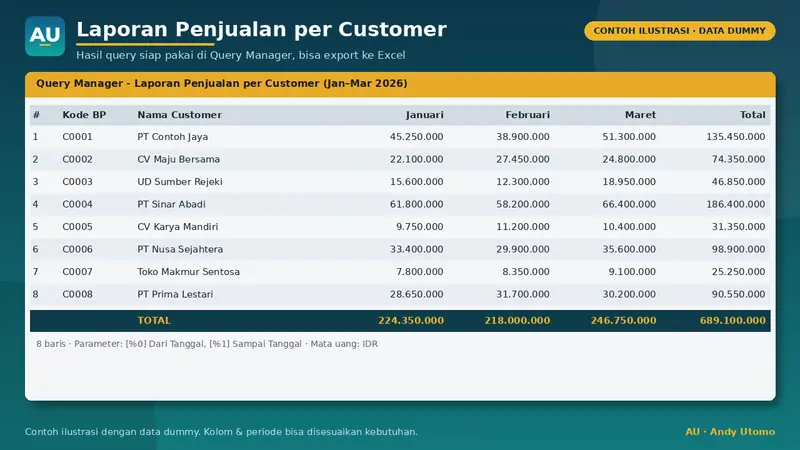 AU
Laporan Penjualan per Customer
CONTOH ILUSTRASI · DATA DUMMY
Hasil query siap pakai di Query Manager, bisa export ke Excel
Query Manager - Laporan Penjualan per Customer (Jan–Mar 2026)
# Kode BP Nama Customer Januari Februari Maret Total
1 C0001 PT Contoh Jaya 45.250.000 38.900.000 51.300.000 135.450.000
2 C0002 CV Maju Bersama 22.100.000 27.450.000 24.800.000 74.350.000
3 C0003 UD Sumber Rejeki 15.600.000 12.300.000 18.950.000 46.850.000
4 C0004 PT Sinar Abadi 61.800.000 58.200.000 66.400.000 186.400.000
5 C0005 CV Karya Mandiri 9.750.000 11.200.000 10.400.000 31.350.000
6 C0006 PT Nusa Sejahtera 33.400.000 29.900.000 35.600.000 98.900.000
7 C0007 Toko Makmur Sentosa 7.800.000 8.350.000 9.100.000 25.250.000
8 C0008 PT Prima Lestari 28.650.000 31.700.000 30.200.000 90.550.000
TOTAL 224.350.000 218.000.000 246.750.000 689.100.000
8 baris · Parameter: [%0] Dari Tanggal, [%1] Sampai Tanggal · Mata uang: IDR
Contoh ilustrasi dengan data dummy. Kolom & periode bisa disesuaikan kebutuhan.
AU · Andy Utomo